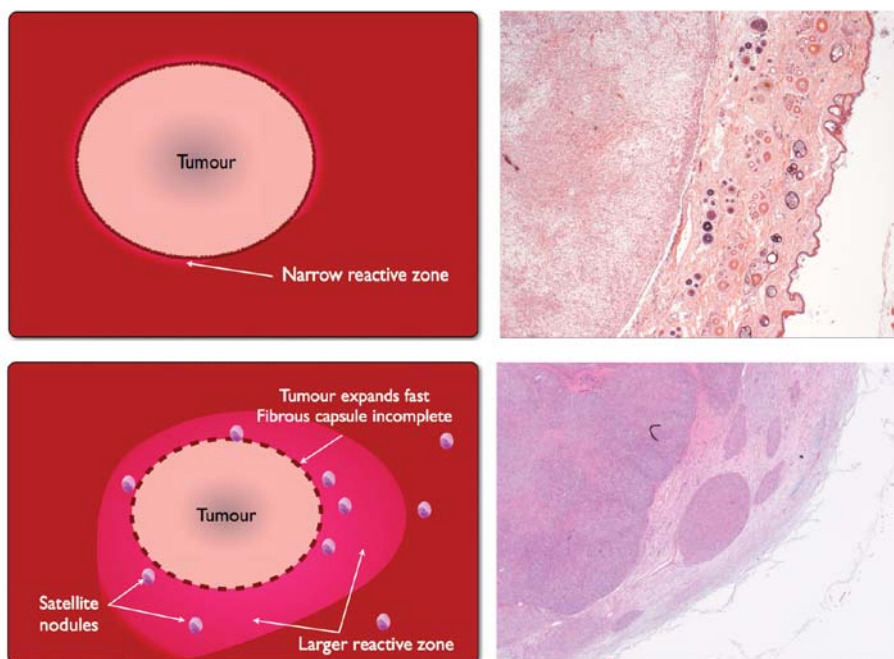 Tumour
Narrow reactive zone
Tumour expands fast
Fibrous capsule incomplete
Tumour
Satellite
nodules
Larger reactive zone